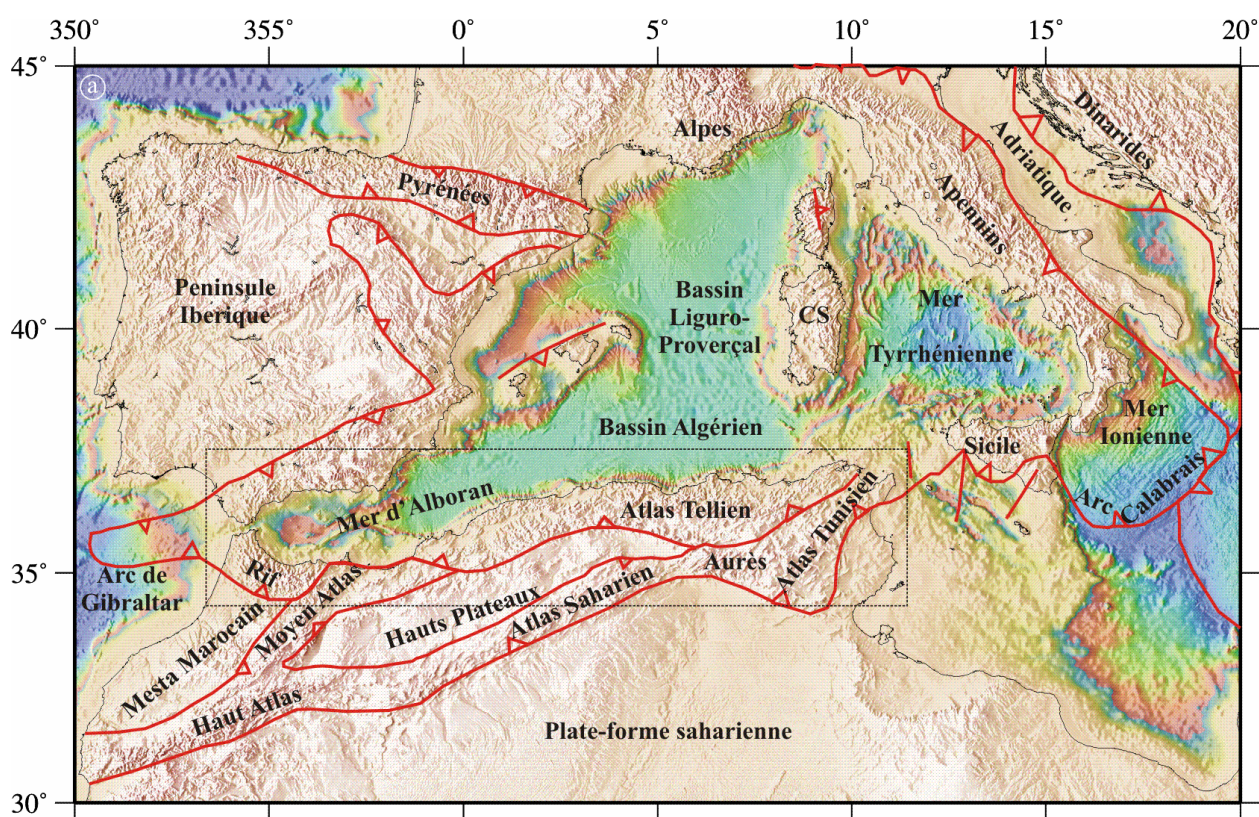 350° 355° 0° 5° 10° 15° 20°
45°
a
Alpes
Dinarides
Adriatique
Pyrénées
Apennins
Peninsule
Iberique
Bassin
Liguro-
Proverçal
CS
Mer
Tyrrhénienne
40°
Mer
Ionienne
Bassin Algérien
Sicile
Arc Calabrais
Mer d'Alboran
Atlas Tellien
Atlas Tunisien
Aurès
35°
Arc de
Gibraltar
Rif
Moyen Atlas
Hauts Plateaux
Atlas Saharien
Mesta Marocain
Haut Atlas
Plate-forme saharienne
30°